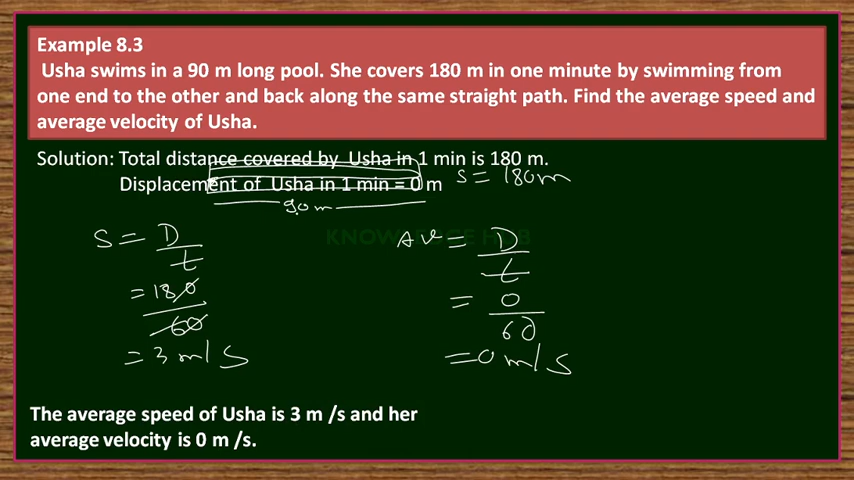 Example 8.3
Usha swims in a 90 m long pool. She covers 180 m in one minute by swimming from
one end to the other and back along the same straight path. Find the average speed and
average velocity of Usha.
Solution: Total distance covered by Usha in 1 min is 180 m.
Displacement of Usha in 1 min = 0 m
S = 180m
90 m
S = D
t
= 180
60
= 3 m/S
KNOWLEDGE HUB
AV = D
t
= 0
60
= 0 m/S
The average speed of Usha is 3 m /s and her
average velocity is 0 m /s.